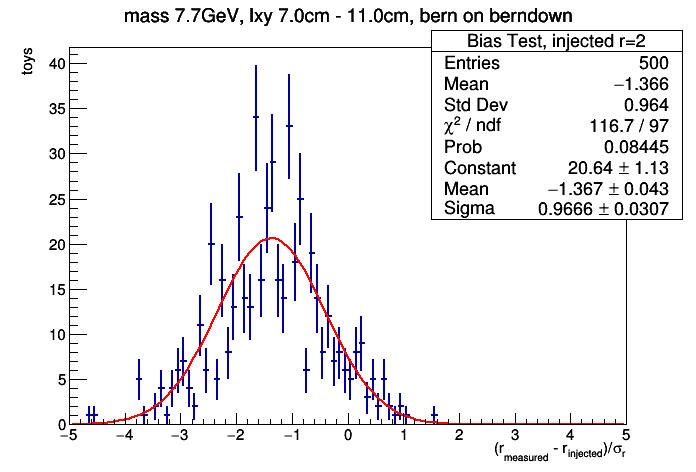 mass 7.7GeV, lxy 7.0cm - 11.0cm, bern on berndown
Bias Test, injected r=2
Entries 500
Mean −1.366
Std Dev 0.964
χ² / ndf 116.7 / 97
Prob 0.08445
Constant 20.64 ± 1.13
Mean −1.367 ± 0.043
Sigma 0.9666 ± 0.0307
toys
40
35
30
25
20
15
10
5
0
−5 −4 −3 −2 −1 0 1 2 3 4 5
(r_measured - r_injected)/σ_r